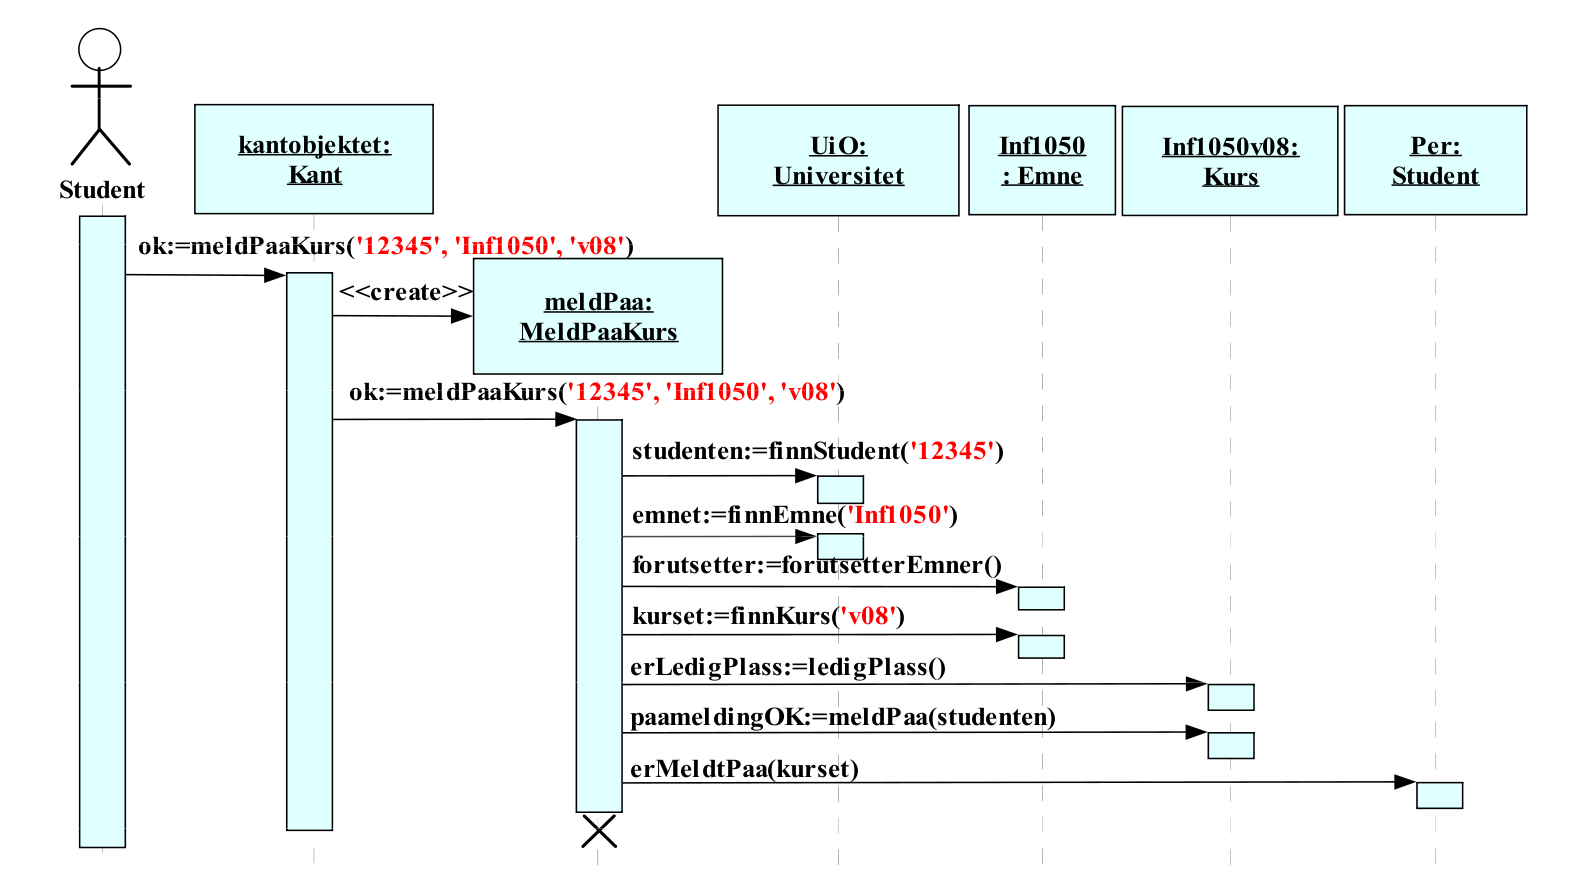 Student
kantobjektet:
Kant
UiO:
Universitet
Inf1050
: Emne
Inf1050v08:
Kurs
Per:
Student
ok:=meldPaaKurs('12345', 'Inf1050', 'v08')
<<create>>
meldPaa:
MeldPaaKurs
ok:=meldPaaKurs('12345', 'Inf1050', 'v08')
studenten:=finnStudent('12345')
emnet:=finnEmne('Inf1050')
forutsetter:=forutsetterEmner()
kurset:=finnKurs('v08')
erLedigPlass:=ledigPlass()
paameldingOK:=meldPaa(studenten)
erMeldtPaa(kurset)